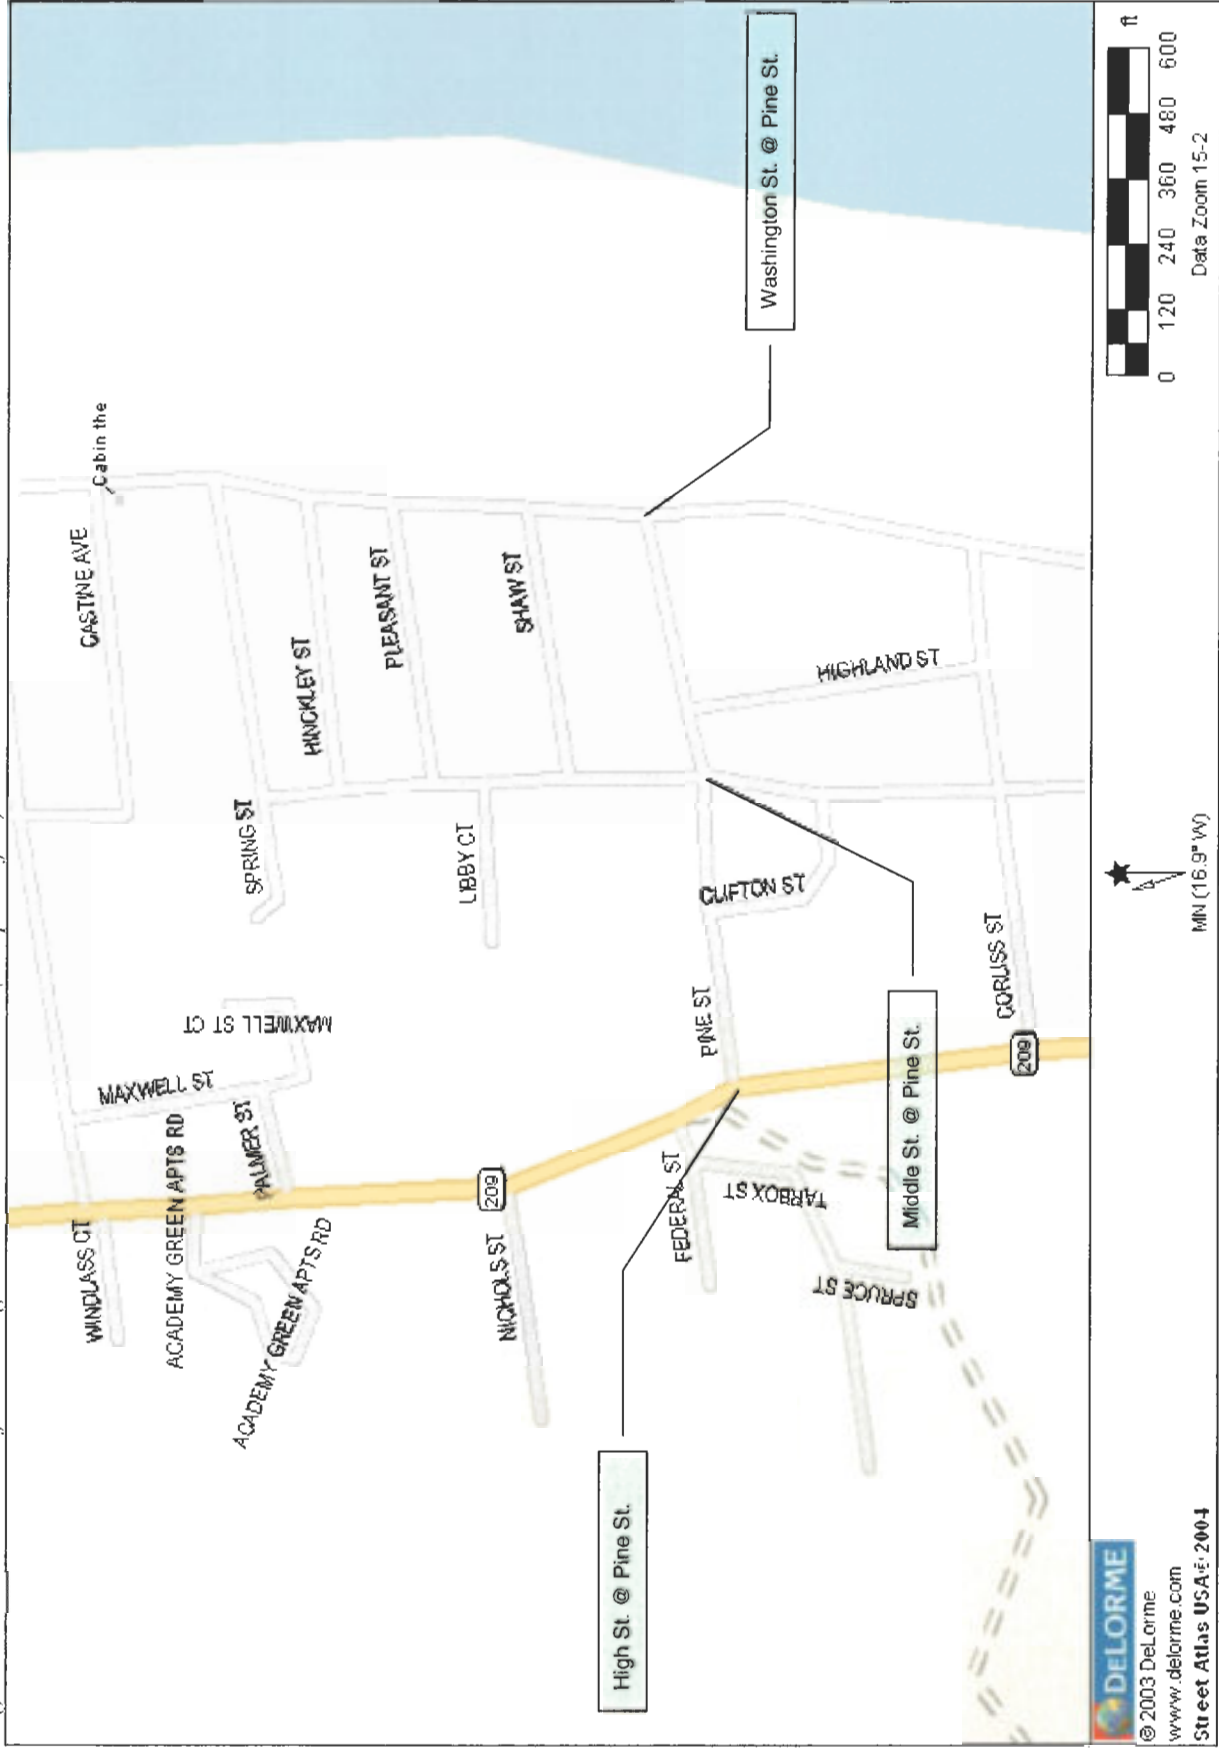 CASTINE AVE
Cabin the
SPRING ST
HINCKLEY ST
PLEASANT ST
SHAW ST
LIBBY CT
Washington St. @ Pine St.
HIGHLAND ST
CLIFTON ST
PINE ST
CORLISS ST
209
MAXWELL ST CT
MAXWELL ST
PALMER ST
WINDLASS CT
ACADEMY GREEN APTS RD
ACADEMY GREEN APTS RD
209
NICHOLS ST
FEDERAL ST
TARBOX ST
SPRUCE ST
Middle St. @ Pine St.
High St. @ Pine St.
DELORME
© 2003 DeLorme
www.delorme.com
Street Atlas USA® 2004
MN (16.9° W)
ft
0 120 240 360 480 600
Data Zoom 15-2